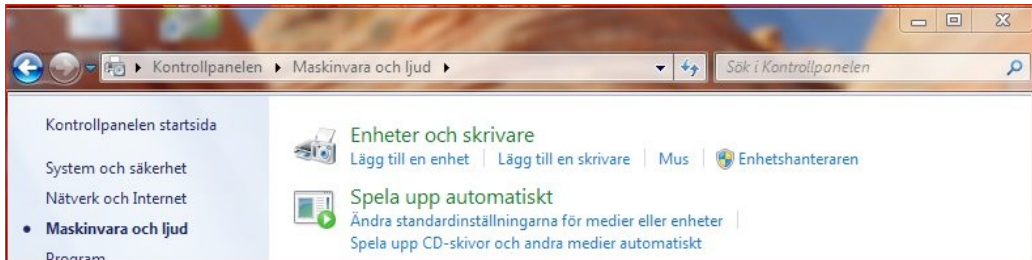 Kontrollpanelen Maskinvara och ljud Sök i Kontrollpanelen
Kontrollpanelen startsida
System och säkerhet
Nätverk och Internet
Maskinvara och ljud
Program
Enheter och skrivare
Lägg till en enhet Lägg till en skrivare Mus Enhetshanteraren
Spela upp automatiskt
Ändra standardinställningarna för medier eller enheter
Spela upp CD-skivor och andra medier automatiskt